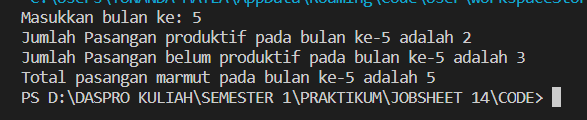 Masukkan bulan ke: 5
Jumlah Pasangan produktif pada bulan ke-5 adalah 2
Jumlah Pasangan belum produktif pada bulan ke-5 adalah 3
Total pasangan marmut pada bulan ke-5 adalah 5
PS D:\DASPRO KULIAH\SEMESTER 1\PRAKTIKUM\JOBSHEET 14\CODE>